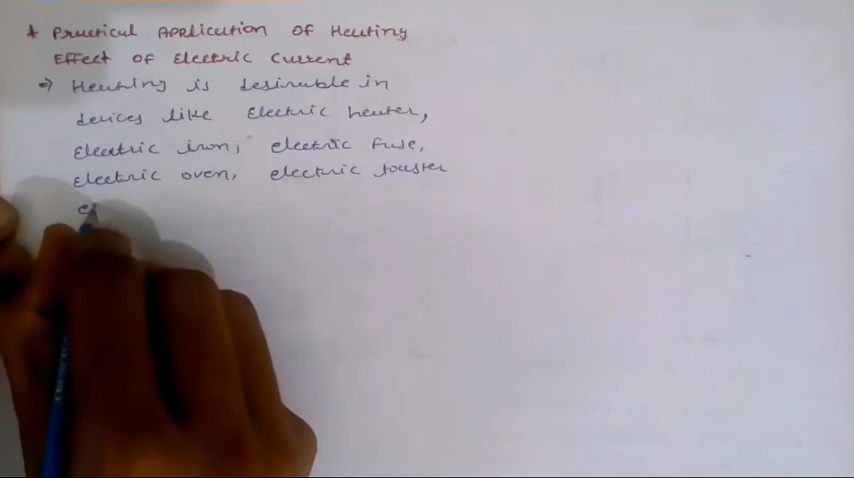 * Practical Application of Heating
Effect of Electric Current
⇒ Heating is desirable in
devices like Electric heater,
Electric iron, electric fuse,
Electric oven, electric toaster
e